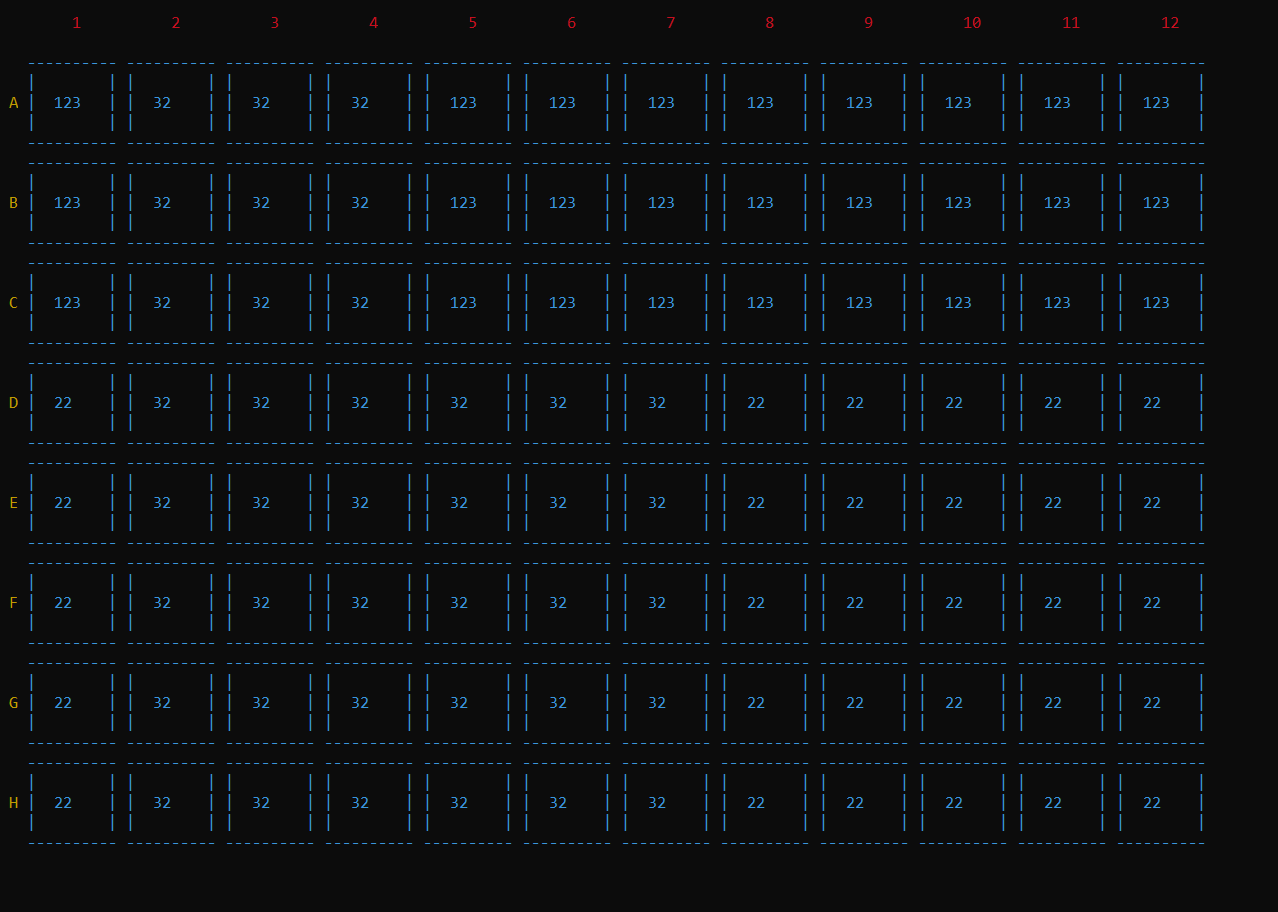 1 2 3 4 5 6 7 8 9 10 11 12
A 123 32 32 32 123 123 123 123 123 123 123 123
B 123 32 32 32 123 123 123 123 123 123 123 123
C 123 32 32 32 123 123 123 123 123 123 123 123
D 22 32 32 32 32 32 32 22 22 22 22 22
E 22 32 32 32 32 32 32 22 22 22 22 22
F 22 32 32 32 32 32 32 22 22 22 22 22
G 22 32 32 32 32 32 32 22 22 22 22 22
H 22 32 32 32 32 32 32 22 22 22 22 22